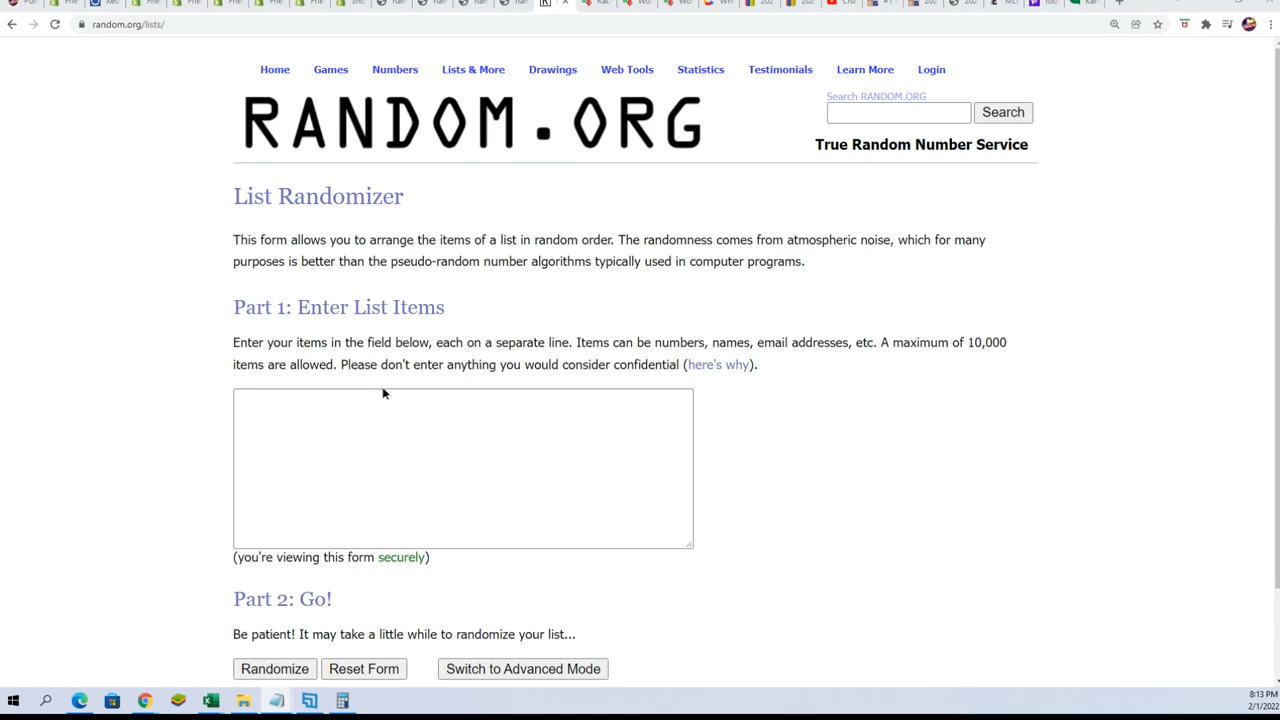 random.org/lists/
Home Games Numbers Lists & More Drawings Web Tools Statistics Testimonials Learn More Login
RANDOM.ORG
Search RANDOM.ORG
Search
True Random Number Service
List Randomizer
This form allows you to arrange the items of a list in random order. The randomness comes from atmospheric noise, which for many
purposes is better than the pseudo-random number algorithms typically used in computer programs.
Part 1: Enter List Items
Enter your items in the field below, each on a separate line. Items can be numbers, names, email addresses, etc. A maximum of 10,000
items are allowed. Please don't enter anything you would consider confidential (here's why).
(you're viewing this form securely)
Part 2: Go!
Be patient! It may take a little while to randomize your list...
Randomize Reset Form Switch to Advanced Mode
8:13 PM
2/1/2022